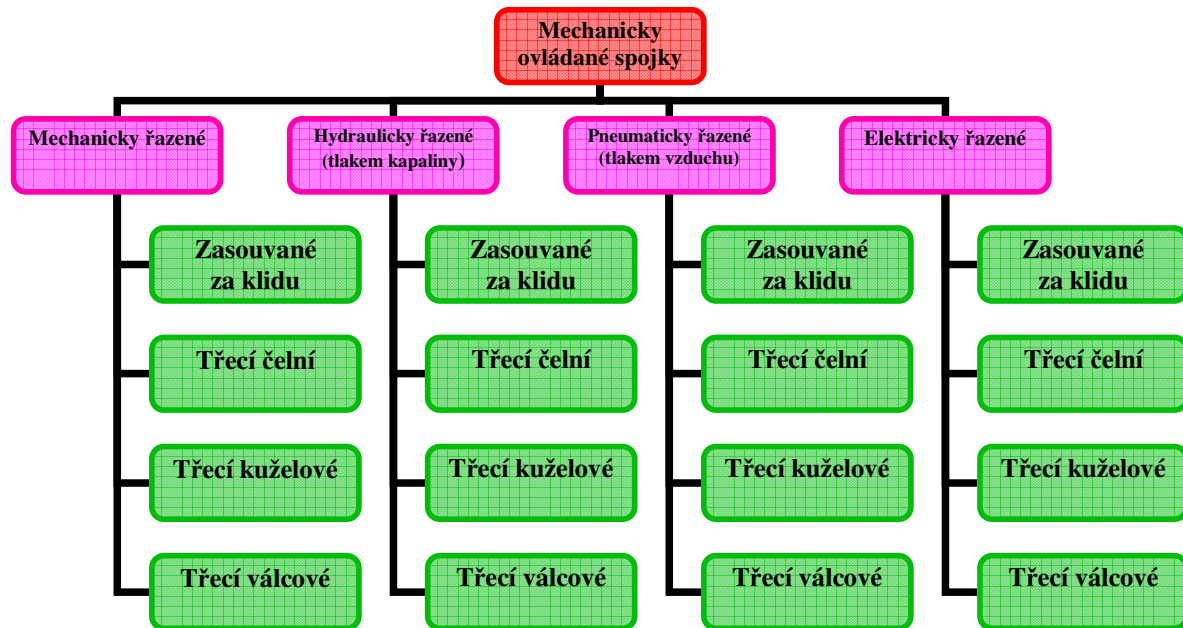 Mechanicky
ovládané spojky
Mechanicky řazené
Hydraulicky řazené
(tlakem kapaliny)
Pneumaticky řazené
(tlakem vzduchu)
Elektricky řazené
Zasouvané
za klidu
Třecí čelní
Třecí kuželové
Třecí válcové
Zasouvané
za klidu
Třecí čelní
Třecí kuželové
Třecí válcové
Zasouvané
za klidu
Třecí čelní
Třecí kuželové
Třecí válcové
Zasouvané
za klidu
Třecí čelní
Třecí kuželové
Třecí válcové